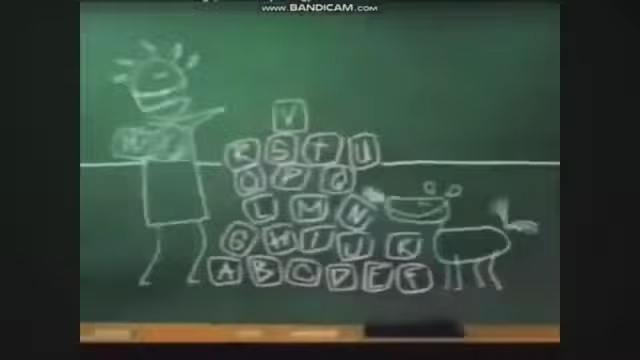 www.BANDICAM.com
V
R S T U
O P Q
L M N
G H I J K
A B C D E F